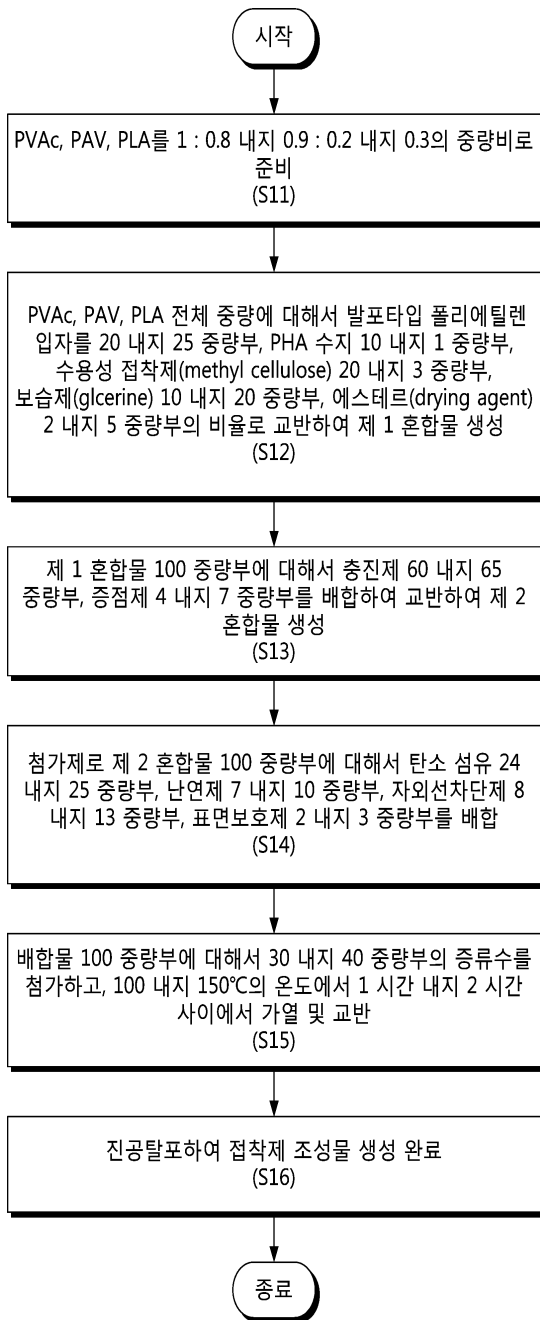 시작
PVAc, PAV, PLA를 1 : 0.8 내지 0.9 : 0.2 내지 0.3의 중량비로
준비
(S11)
PVAc, PAV, PLA 전체 중량에 대해서 발포타입 폴리에틸렌
입자를 20 내지 25 중량부, PHA 수지 10 내지 1 중량부,
수용성 접착제(methyl cellulose) 20 내지 3 중량부,
보습제(glcerine) 10 내지 20 중량부, 에스테르(drying agent)
2 내지 5 중량부의 비율로 교반하여 제 1 혼합물 생성
(S12)
제 1 혼합물 100 중량부에 대해서 충진제 60 내지 65
중량부, 증점제 4 내지 7 중량부를 배합하여 교반하여 제 2
혼합물 생성
(S13)
첨가제로 제 2 혼합물 100 중량부에 대해서 탄소 섬유 24
내지 25 중량부, 난연제 7 내지 10 중량부, 자외선차단제 8
내지 13 중량부, 표면보호제 2 내지 3 중량부를 배합
(S14)
배합물 100 중량부에 대해서 30 내지 40 중량부의 증류수를
첨가하고, 100 내지 150℃의 온도에서 1 시간 내지 2 시간
사이에서 가열 및 교반
(S15)
진공탈포하여 접착제 조성물 생성 완료
(S16)
종료